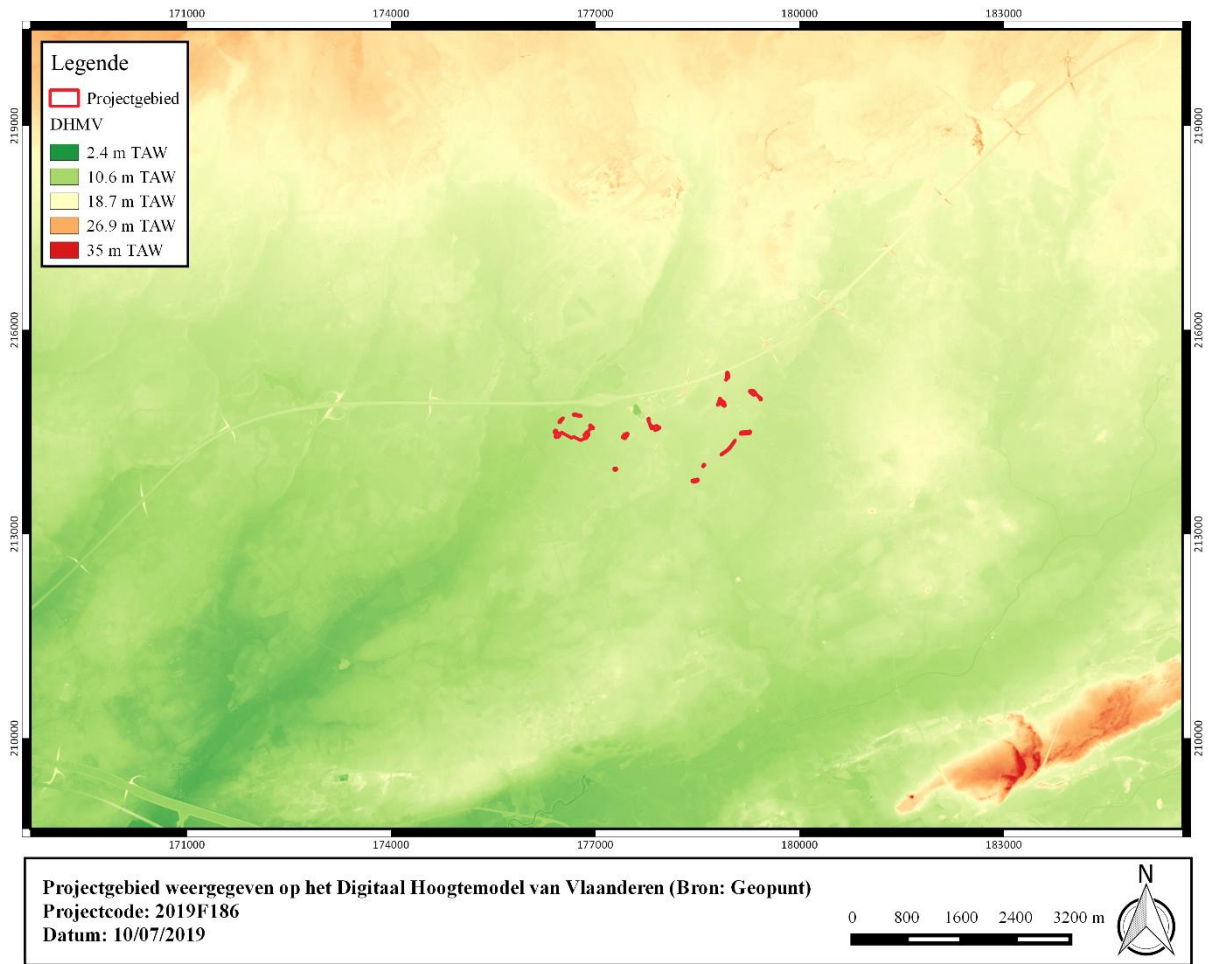 171000 174000 177000 180000 183000
Legende
Projectgebied
DHMV
2.4 m TAW
10.6 m TAW
18.7 m TAW
26.9 m TAW
35 m TAW
219000 219000
216000 216000
213000 213000
210000 210000
171000 174000 177000 180000 183000
Projectgebied weergegeven op het Digitaal Hoogtemodel van Vlaanderen (Bron: Geopunt)
Projectcode: 2019F186
Datum: 10/07/2019
0 800 1600 2400 3200 m
N